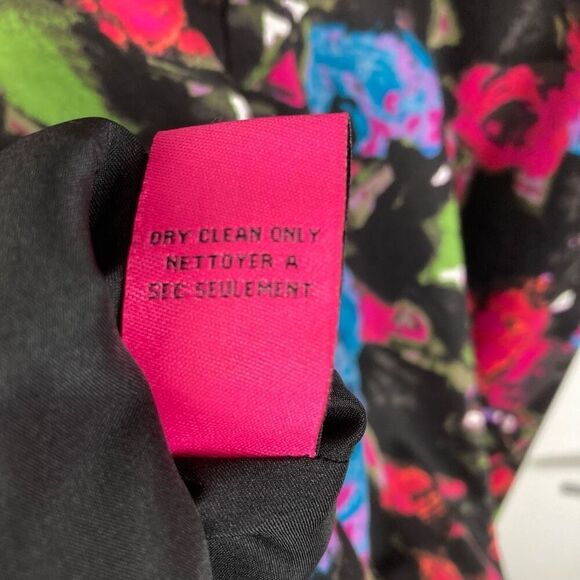 DRY CLEAN ONLY
NETTOYER A
SEC SEULEMENT